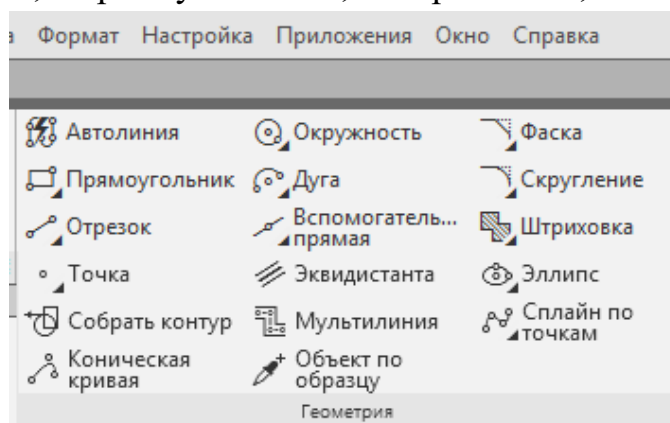 Формат Настройка Приложения Окно Справка
Автолиния Окружность Фаска
Прямоугольник Дуга Скругление
Отрезок Вспомогатель... прямая Штриховка
Точка Эквидистанта Эллипс
Собрать контур Мультилиния Сплайн по точкам
Коническая кривая Объект по образцу
Геометрия